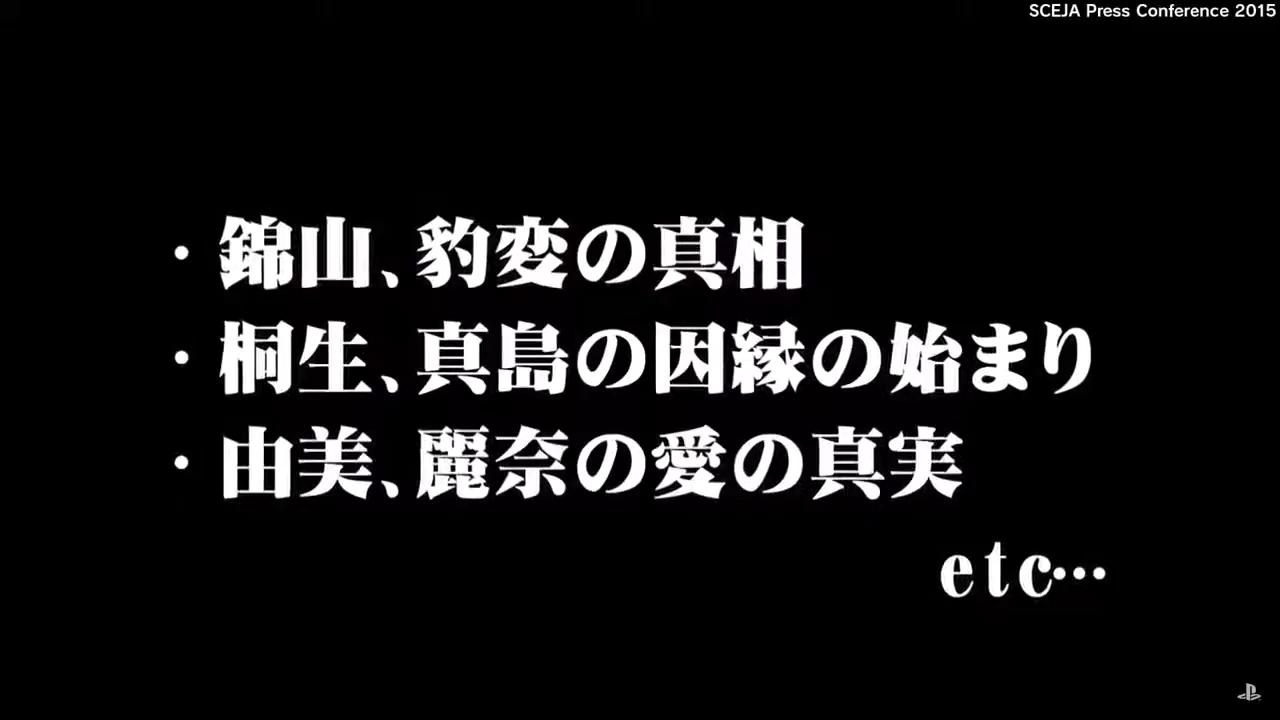 SCEJA Press Conference 2015
・錦山、豹変の真相
・桐生、真島の因縁の始まり
・由美、麗奈の愛の真実
etc…